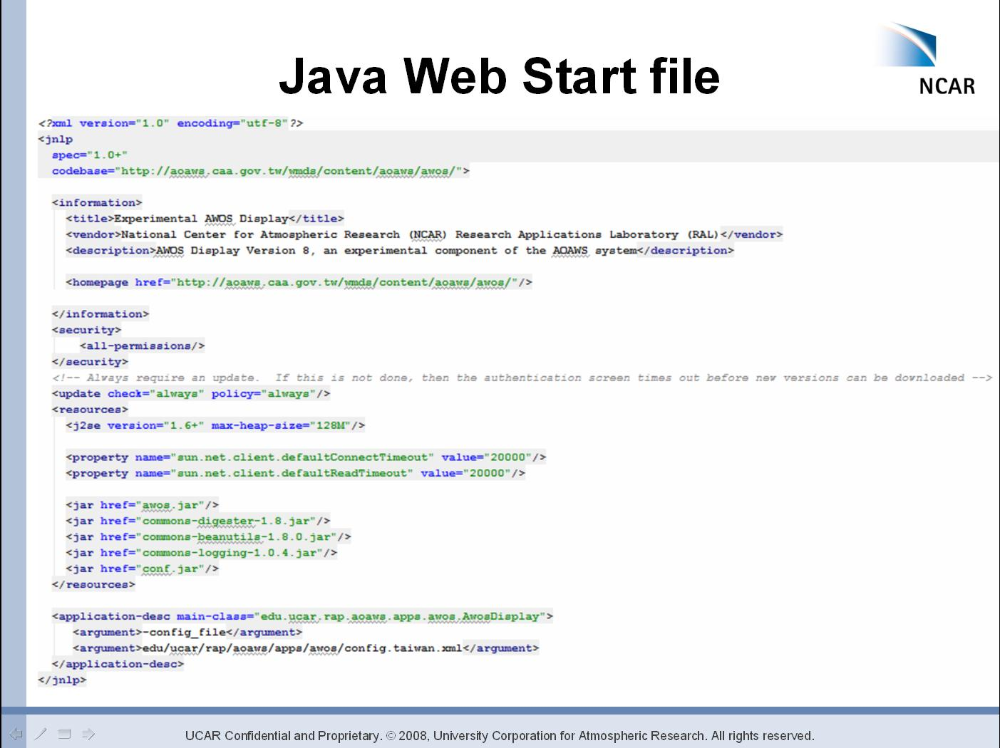 NCAR
Java Web Start file
<?xml version="1.0" encoding="utf-8"?>
<jnlp
spec="1.0+"
codebase="http://aoaws.caa.gov.tw/wmds/content/aoaws/awos/">
<information>
<title>Experimental AWOS Display</title>
<vendor>National Center for Atmospheric Research (NCAR) Research Applications Laboratory (RAL)</vendor>
<description>AWOS Display Version 8, an experimental component of the AOAWS system</description>
<homepage href="http://aoaws.caa.gov.tw/wmds/content/aoaws/awos/"/>
</information>
<security>
<all-permissions/>
</security>
<!-- Always require an update.  If this is not done, then the authentication screen times out before new versions can be downloaded -->
<update check="always" policy="always"/>
<resources>
<j2se version="1.6+" max-heap-size="128M"/>
<property name="sun.net.client.defaultConnectTimeout" value="20000"/>
<property name="sun.net.client.defaultReadTimeout" value="20000"/>
<jar href="awos.jar"/>
<jar href="commons-digester-1.8.jar"/>
<jar href="commons-beanutils-1.8.0.jar"/>
<jar href="commons-logging-1.0.4.jar"/>
<jar href="conf.jar"/>
</resources>
<application-desc main-class="edu.ucar.rap.aoaws.apps.awos.AwosDisplay">
<argument>-config_file</argument>
<argument>edu/ucar/rap/aoaws/apps/awos/config.taiwan.xml</argument>
</application-desc>
</jnlp>
UCAR Confidential and Proprietary. © 2008, University Corporation for Atmospheric Research. All rights reserved.